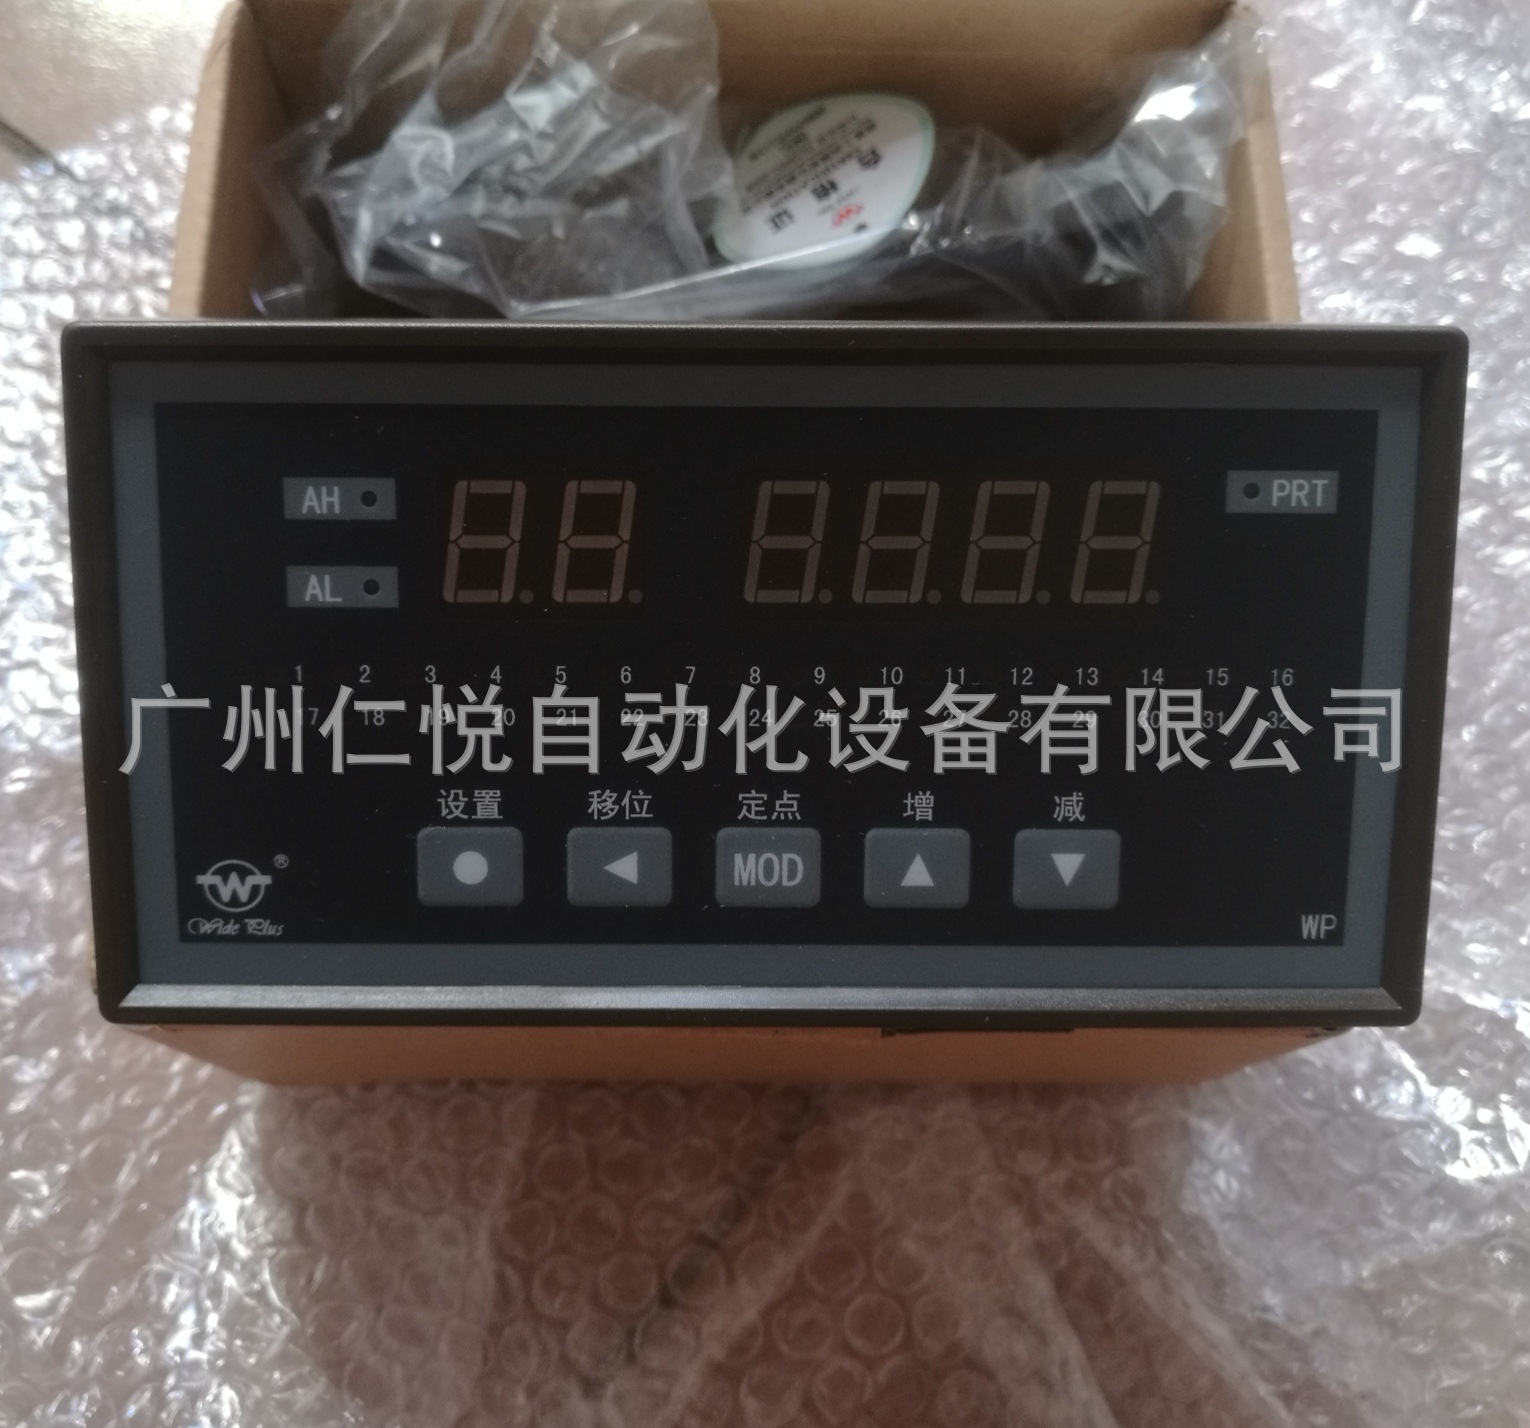 合格证
AH
PRT
AL
1 2 3 4 5 6 7 8 9 10 11 12 13 14 15 16
17 18 19 20 21 22 23 24 25 26 27 28 29 30 31 32
广州仁悦自动化设备有限公司
设置 移位 定点 增 减
MOD
W ®
Wide Plus
WP